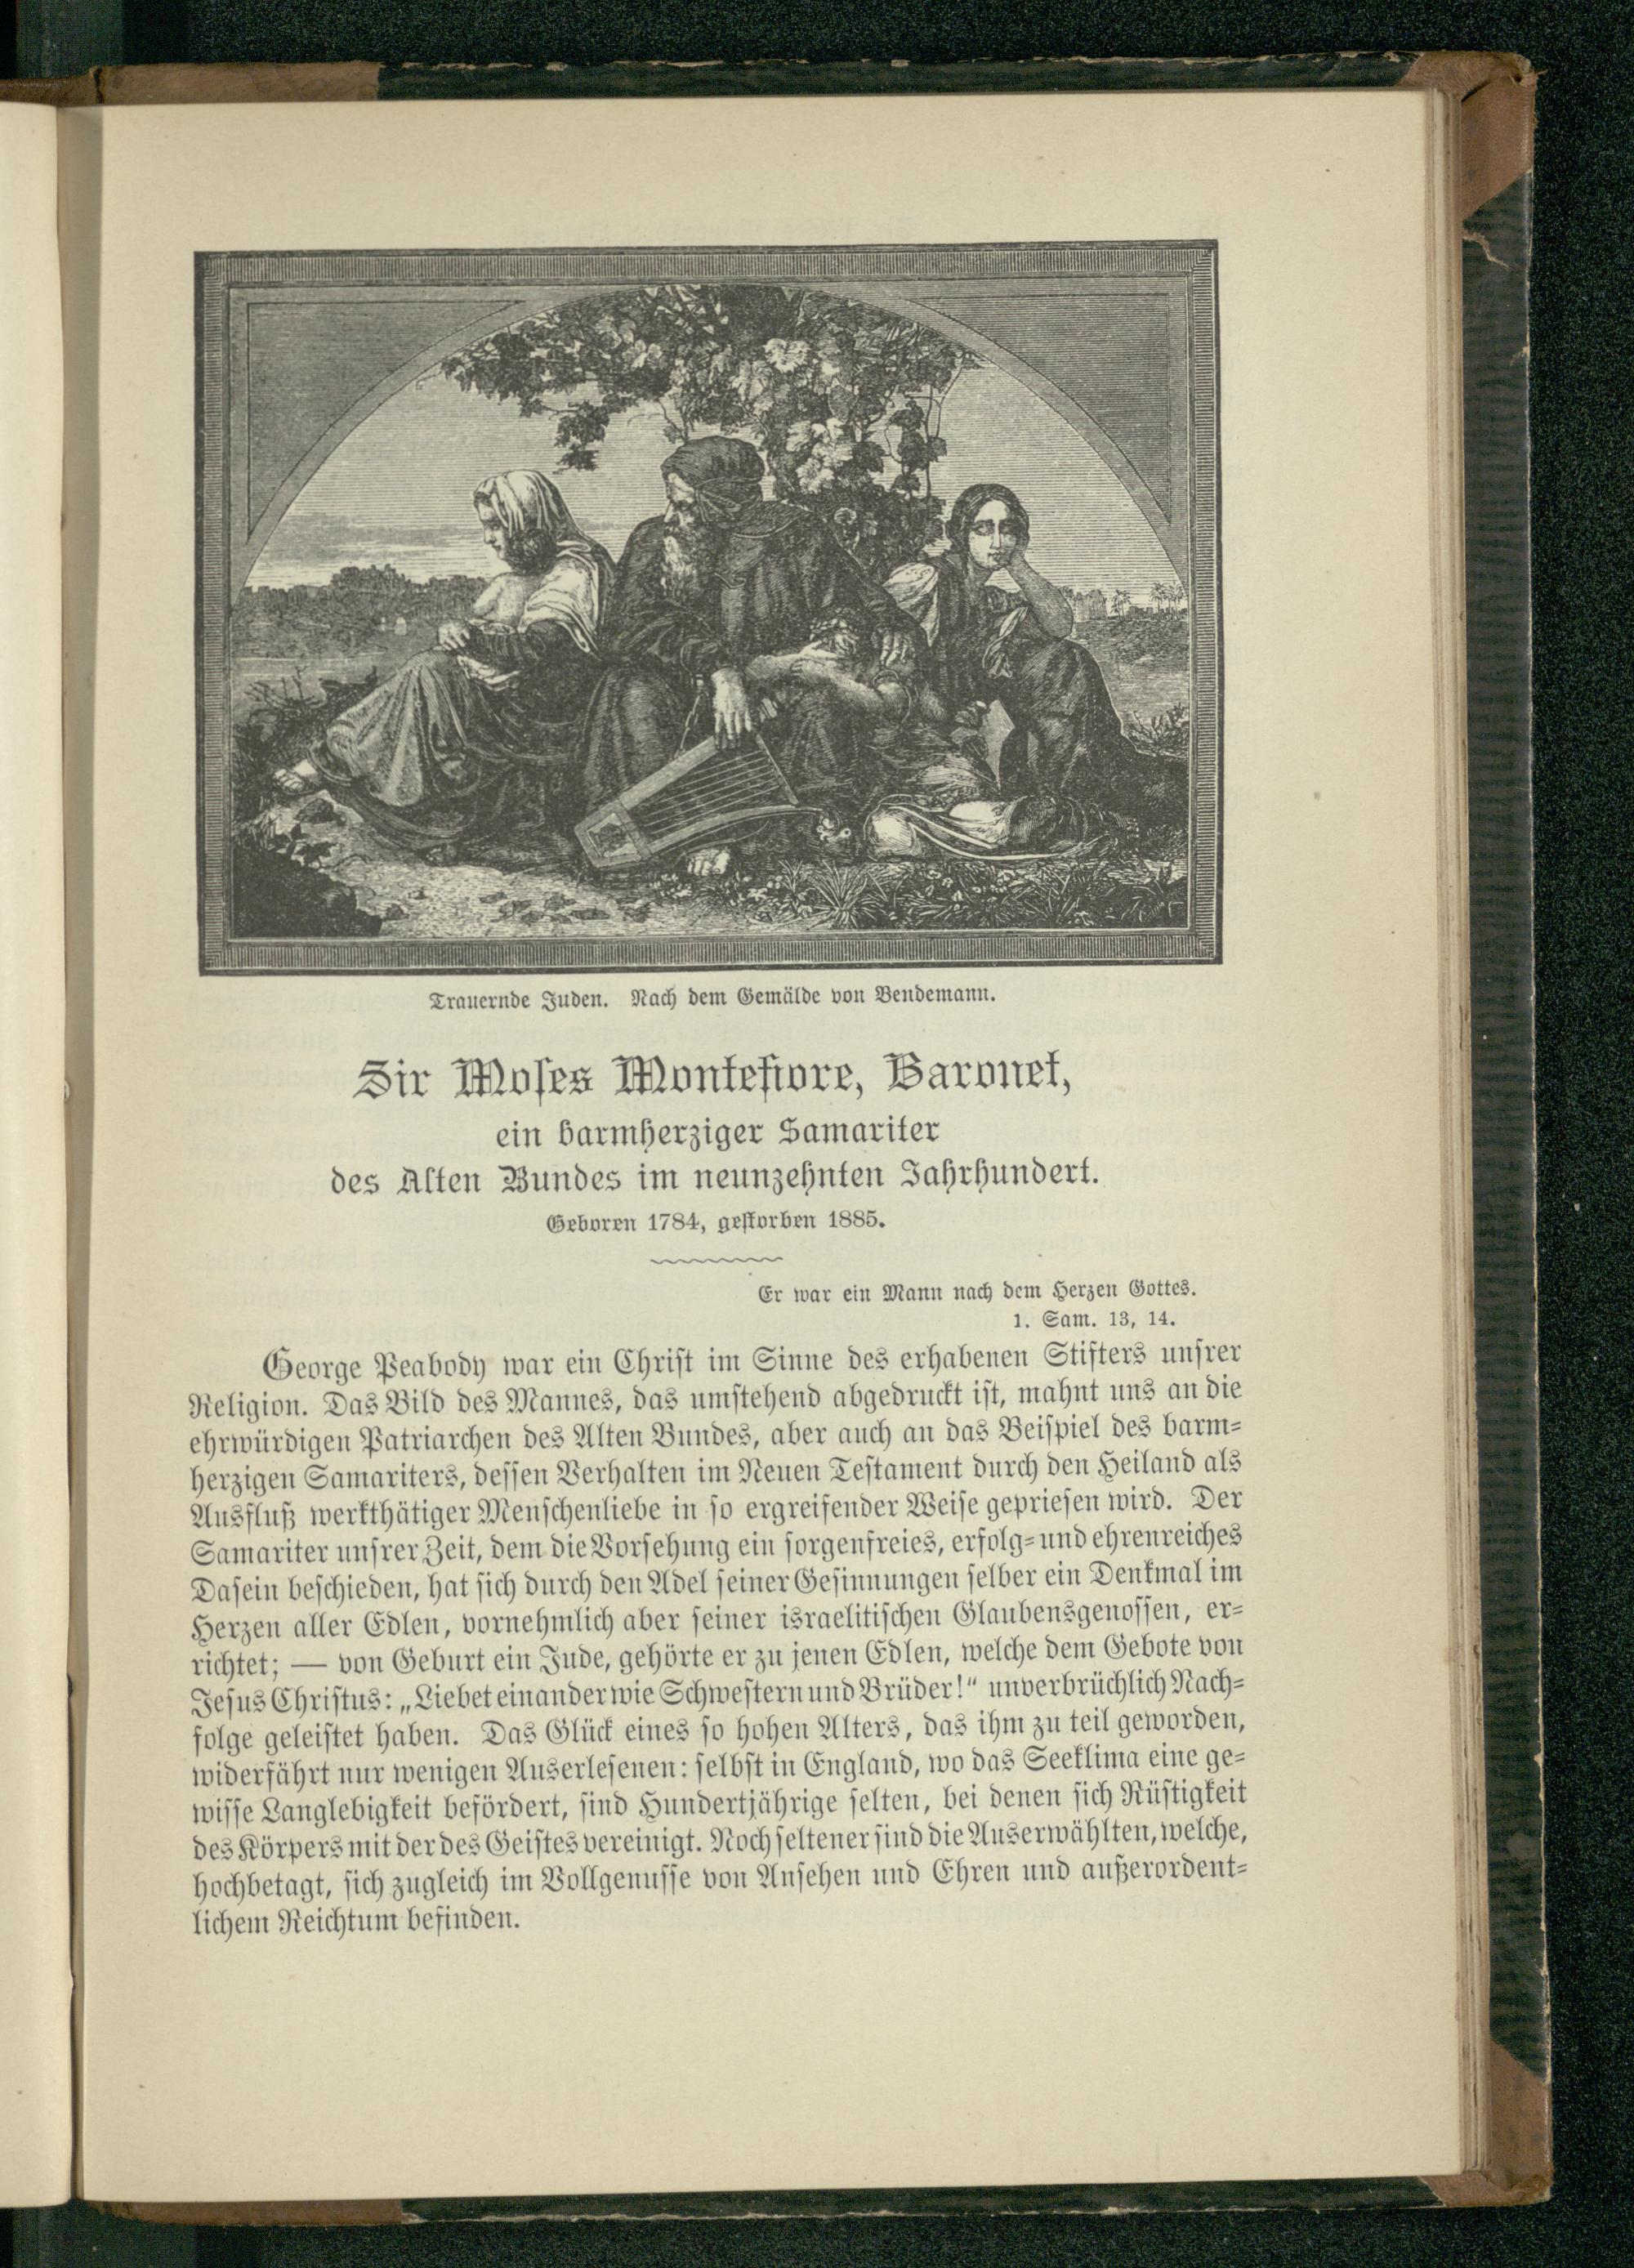 Trauernde Juden. Nach dem Gemälde von Bendemann.
Sir Moſes Montefiore, Baronet,
ein barmherziger Samariter
des Alten Bundes im neunzehnten Jahrhundert.
Geboren 1784, geſtorben 1885.
Er war ein Mann nach dem Herzen Gottes.
1. Sam. 13, 14.
George Peabody war ein Chriſt im Sinne des erhabenen Stifters unſrer
Religion. Das Bild des Mannes, das umſtehend abgedruckt iſt, mahnt uns an die
ehrwürdigen Patriarchen des Alten Bundes, aber auch an das Beiſpiel des barm-
herzigen Samariters, deſſen Verhalten im Neuen Teſtament durch den Heiland als
Ausfluß werkthätiger Menſchenliebe in ſo ergreifender Weiſe geprieſen wird. Der
Samariter unſrer Zeit, dem die Vorſehung ein ſorgenfreies, erfolg- und ehrenreiches
Daſein beſchieden, hat ſich durch den Adel ſeiner Geſinnungen ſelber ein Denkmal im
Herzen aller Edlen, vornehmlich aber ſeiner israelitiſchen Glaubensgenoſſen, er-
richtet; — von Geburt ein Jude, gehörte er zu jenen Edlen, welche dem Gebote von
Jeſus Chriſtus: „Liebet einander wie Schweſtern und Brüder!“ unverbrüchlich Nach-
folge geleiſtet haben. Das Glück eines ſo hohen Alters, das ihm zu teil geworden,
widerfährt nur wenigen Auserleſenen: ſelbſt in England, wo das Seeklima eine ge-
wiſſe Langlebigkeit befördert, ſind Hundertjährige ſelten, bei denen ſich Rüſtigkeit
des Körpers mit der des Geiſtes vereinigt. Noch ſeltener ſind die Auserwählten, welche,
hochbetagt, ſich zugleich im Vollgenuſſe von Anſehen und Ehren und außerordent-
lichem Reichtum befinden.